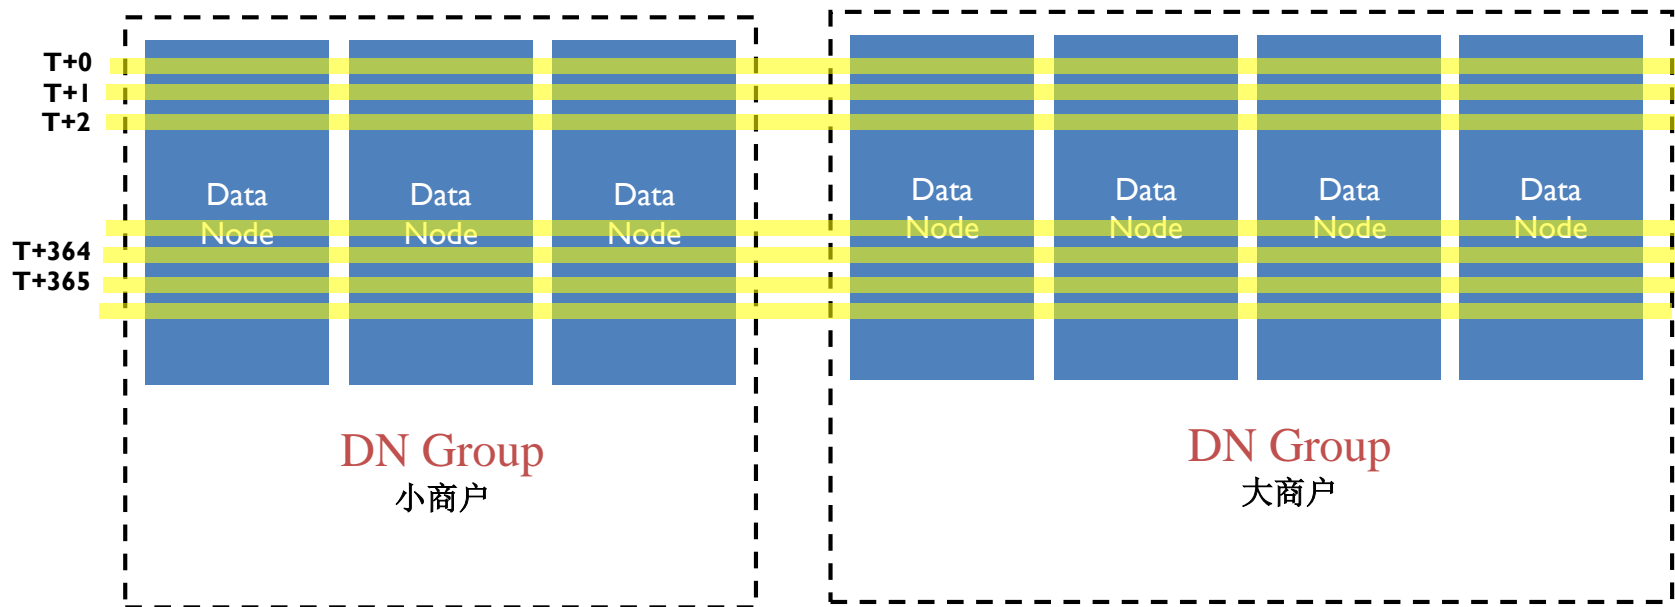 T+0
T+1
T+2
T+364
T+365
Data
Node
Data
Node
Data
Node
DN Group
小商户
Data
Node
Data
Node
Data
Node
Data
Node
DN Group
大商户